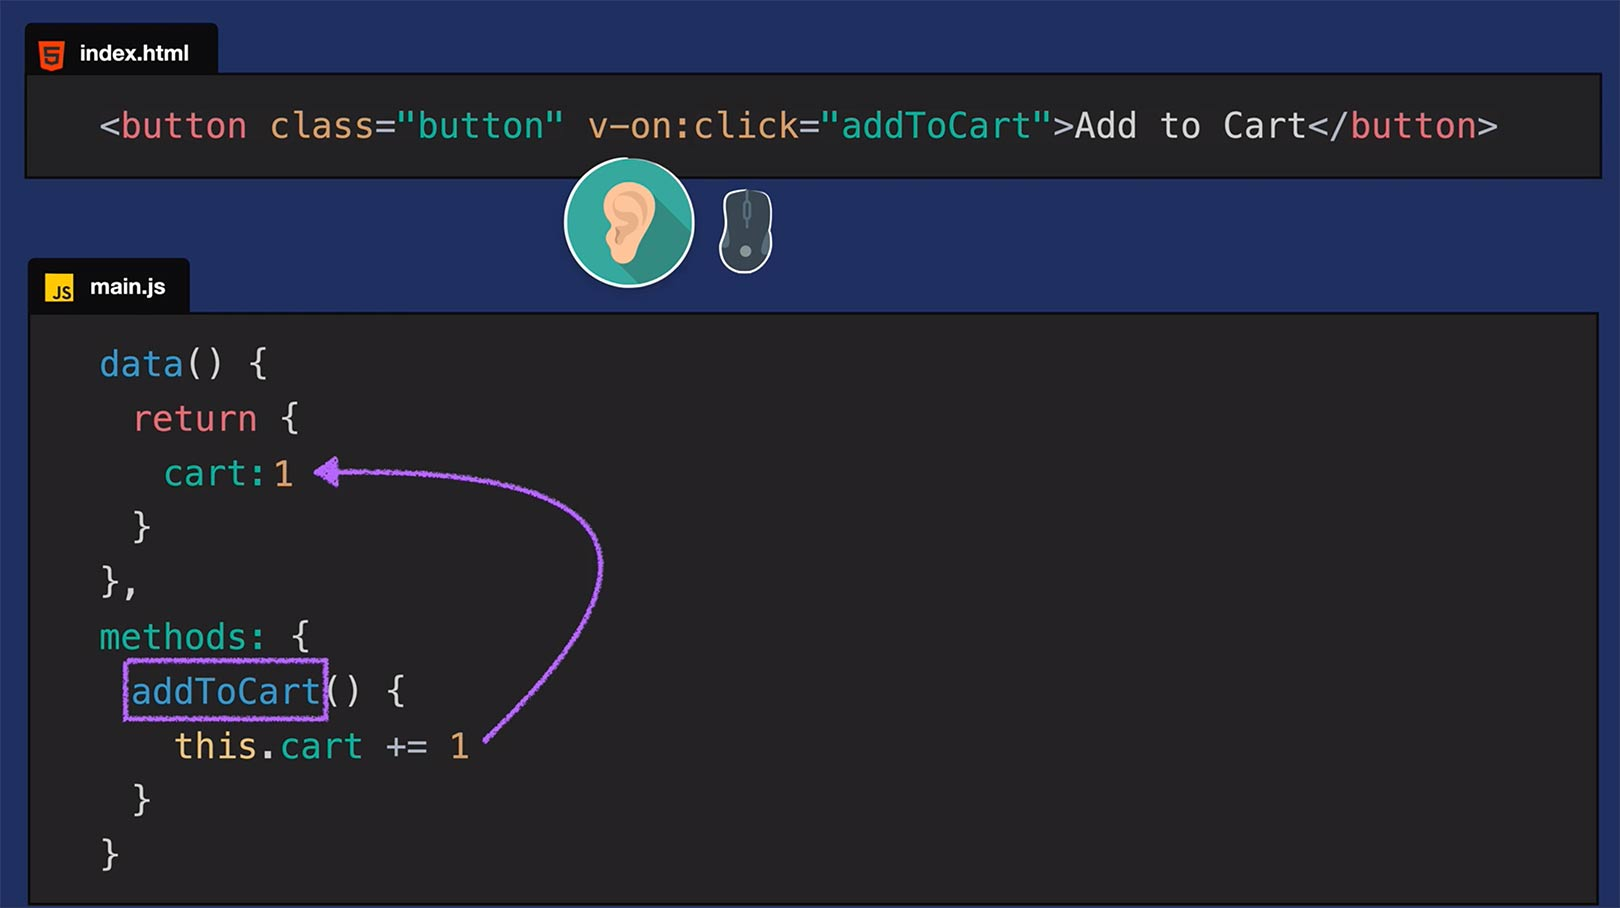 index.html
<button class="button" v-on:click="addToCart">Add to Cart</button>
JS main.js
data() {
return {
cart:1
}
},
methods: {
addToCart() {
this.cart += 1
}
}